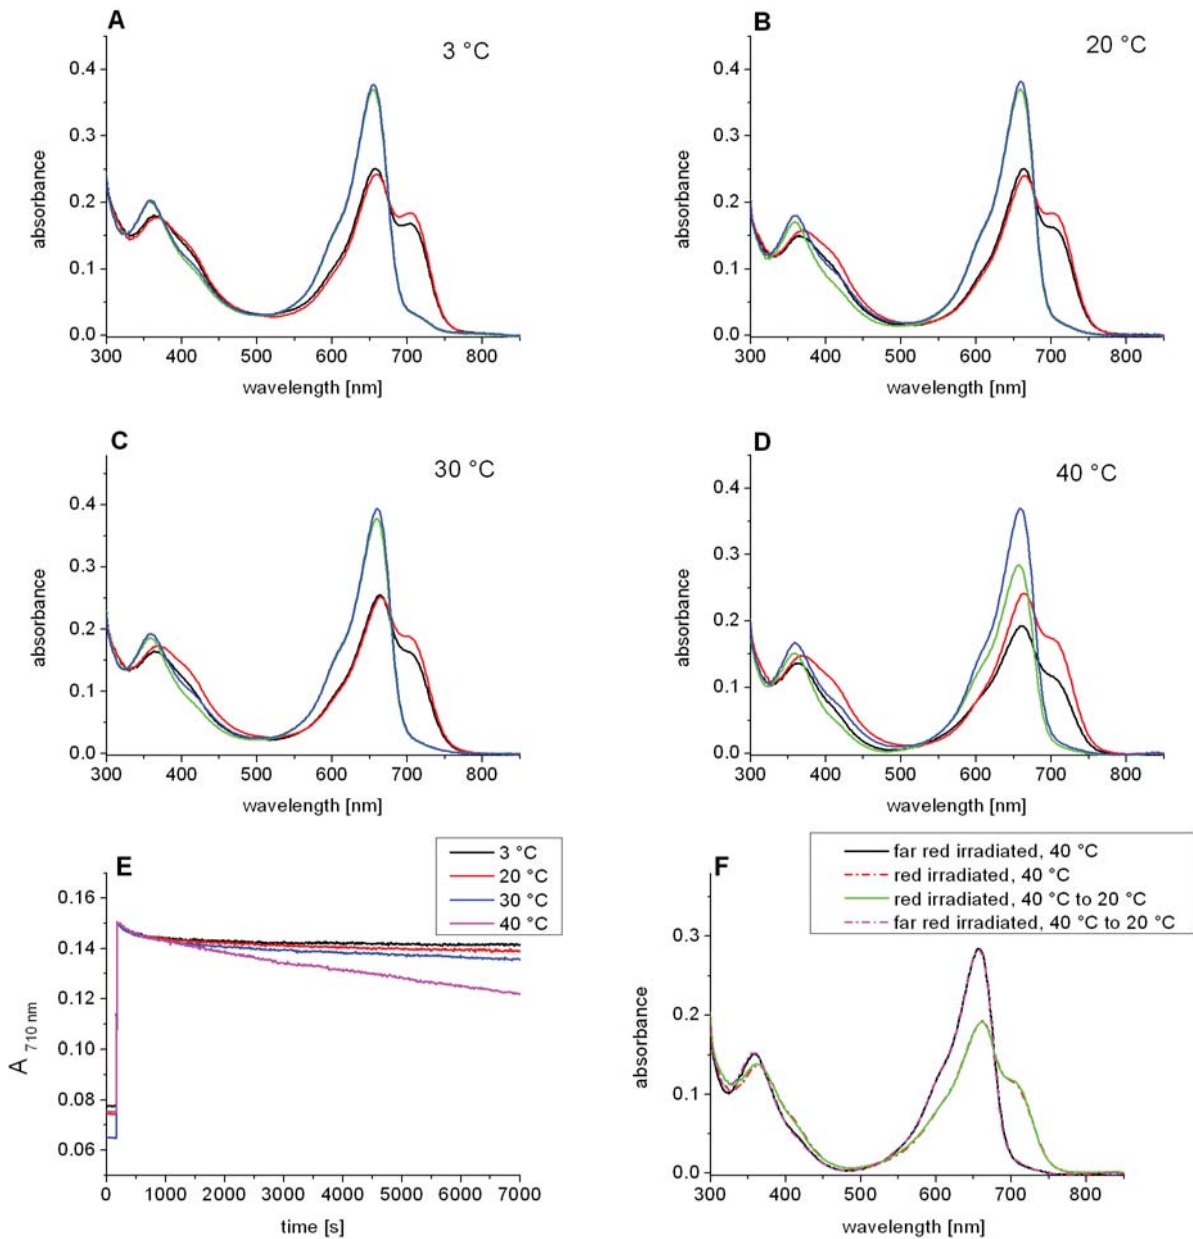 A
3 °C
0.4
0.3
0.2
0.1
0.0
absorbance
300 400 500 600 700 800
wavelength [nm]
B
20 °C
0.4
0.3
0.2
0.1
0.0
absorbance
300 400 500 600 700 800
wavelength [nm]
C
30 °C
0.4
0.3
0.2
0.1
0.0
absorbance
300 400 500 600 700 800
wavelength [nm]
D
40 °C
0.4
0.3
0.2
0.1
0.0
absorbance
300 400 500 600 700 800
wavelength [nm]
E
3 °C
20 °C
30 °C
40 °C
0.16
0.14
0.12
0.10
0.08
0.06
A 710 nm
0 1000 2000 3000 4000 5000 6000 7000
time [s]
F
far red irradiated, 40 °C
red irradiated, 40 °C
red irradiated, 40 °C to 20 °C
far red irradiated, 40 °C to 20 °C
0.3
0.2
0.1
0.0
absorbance
300 400 500 600 700 800
wavelength [nm]